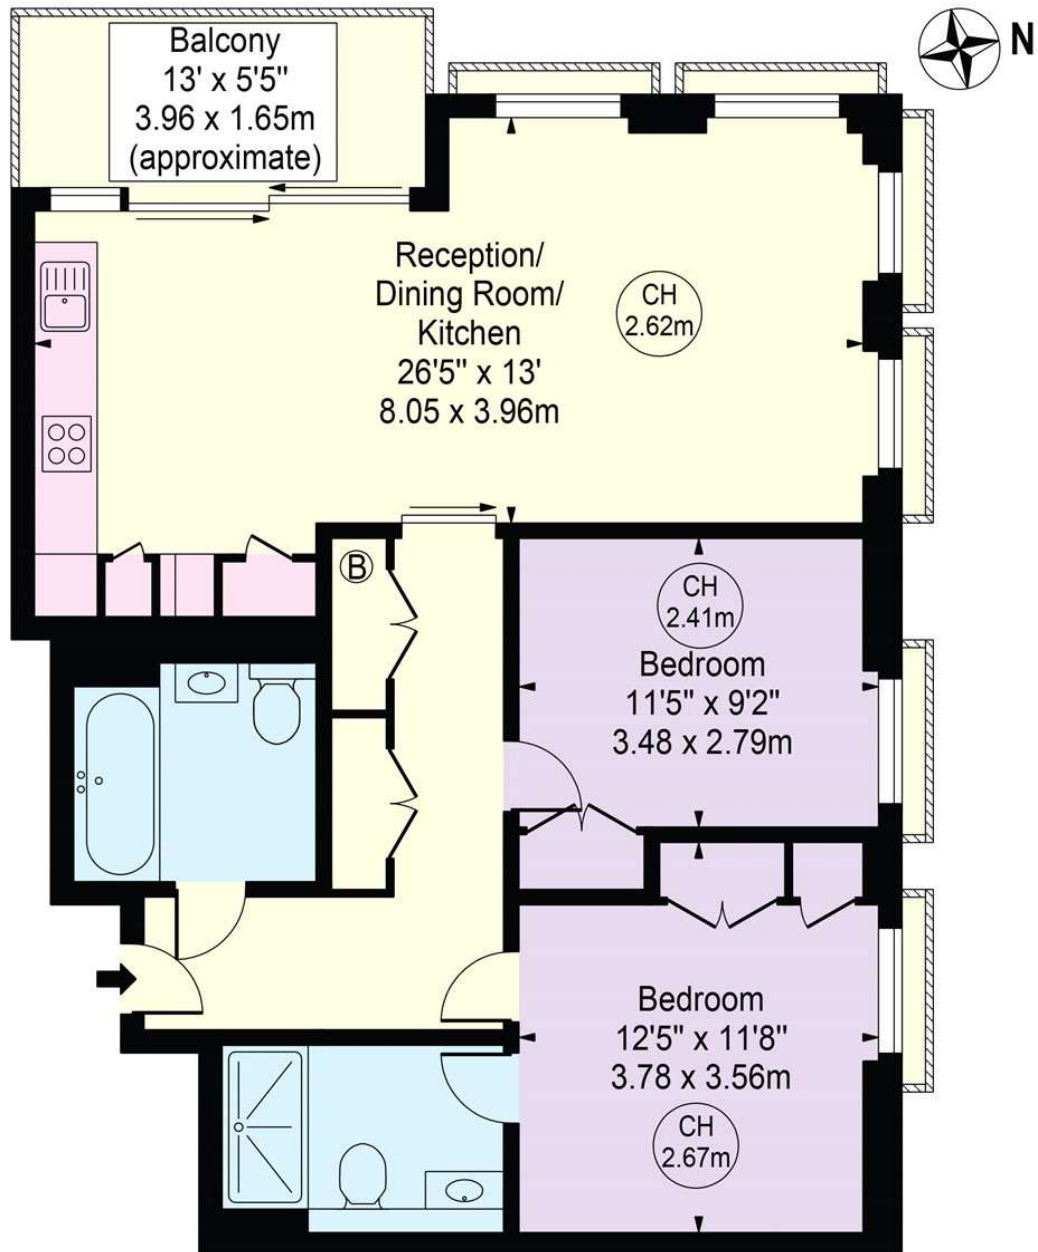 Balcony
13' x 5'5"
3.96 x 1.65m
(approximate)
N
Reception/
Dining Room/
Kitchen
26'5" x 13'
8.05 x 3.96m
CH
2.62m
B
CH
2.41m
Bedroom
11'5" x 9'2"
3.48 x 2.79m
Bedroom
12'5" x 11'8"
3.78 x 3.56m
CH
2.67m